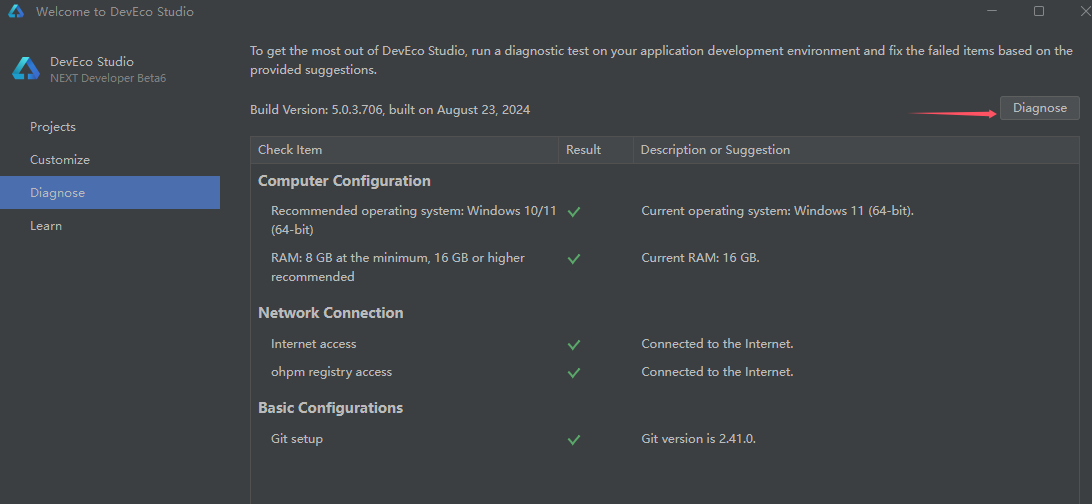 Welcome to DevEco Studio
DevEco Studio
NEXT Developer Beta6
Projects
Customize
Diagnose
Learn
To get the most out of DevEco Studio, run a diagnostic test on your application development environment and fix the failed items based on the
provided suggestions.
Build Version: 5.0.3.706, built on August 23, 2024
Diagnose
Check Item Result Description or Suggestion
Computer Configuration
Recommended operating system: Windows 10/11 Current operating system: Windows 11 (64-bit).
(64-bit)
RAM: 8 GB at the minimum, 16 GB or higher Current RAM: 16 GB.
recommended
Network Connection
Internet access Connected to the Internet.
ohpm registry access Connected to the Internet.
Basic Configurations
Git setup Git version is 2.41.0.